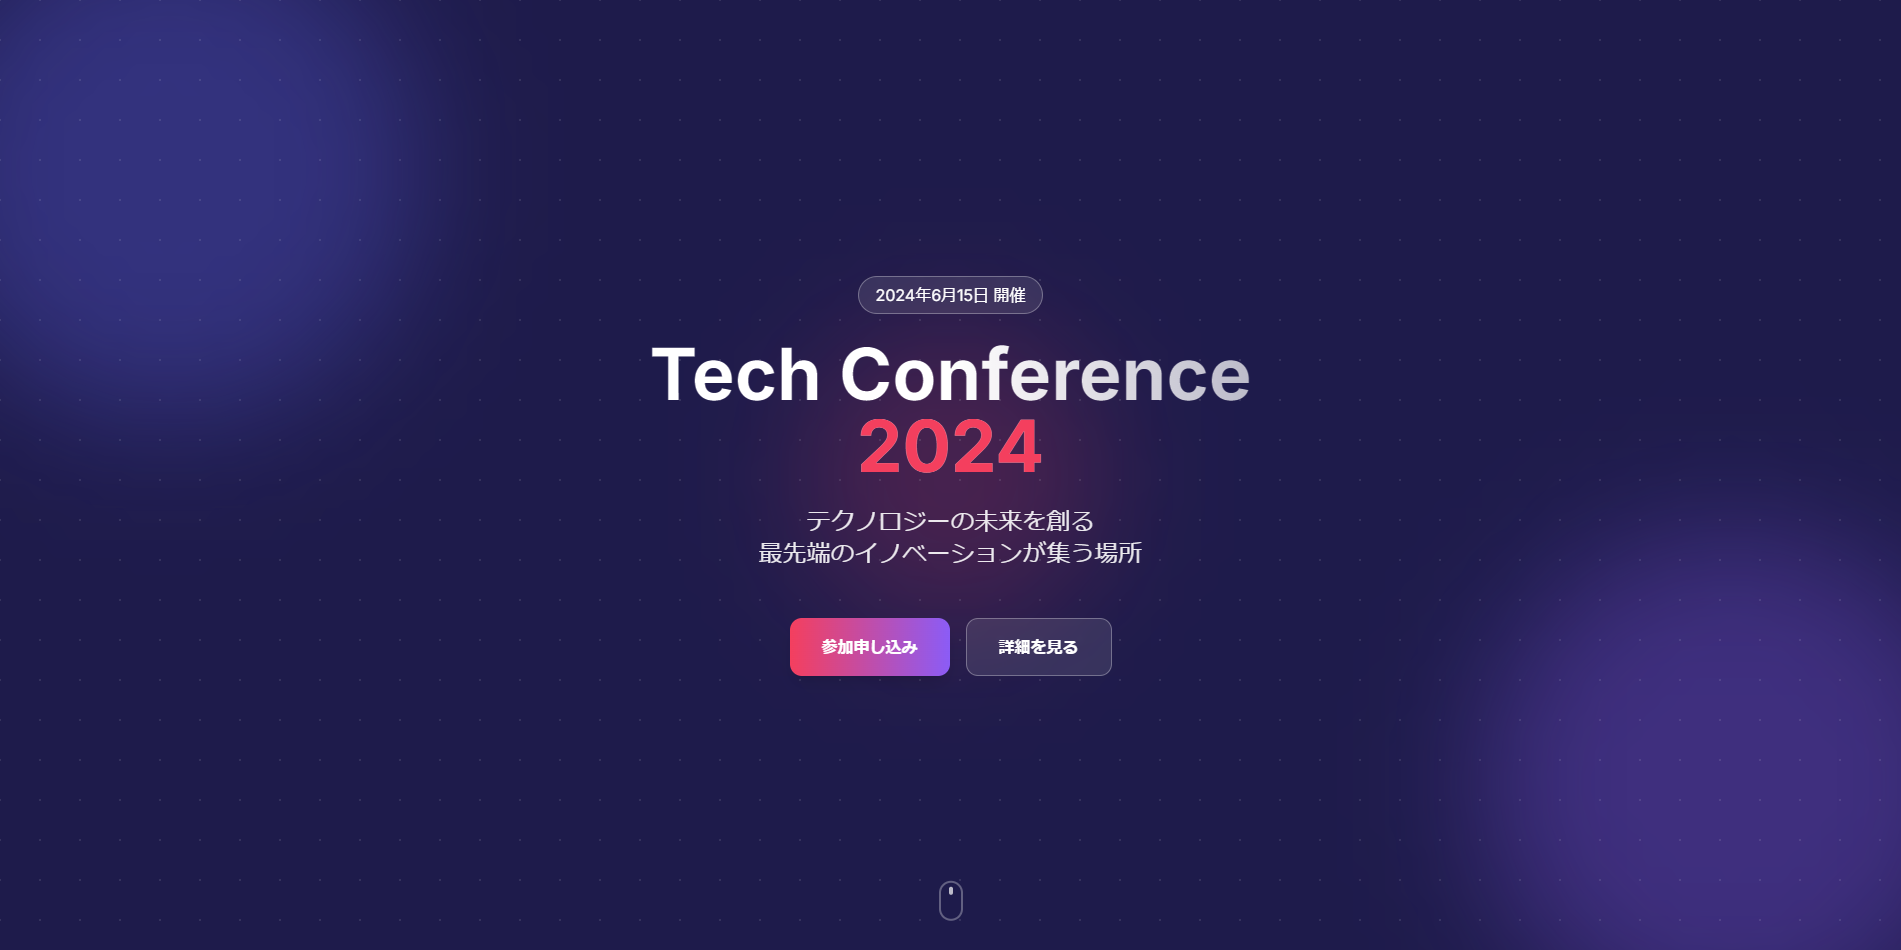 2024年6月15日 開催
Tech Conference
2024
テクノロジーの未来を創る
最先端のイノベーションが集う場所
参加申し込み
詳細を見る